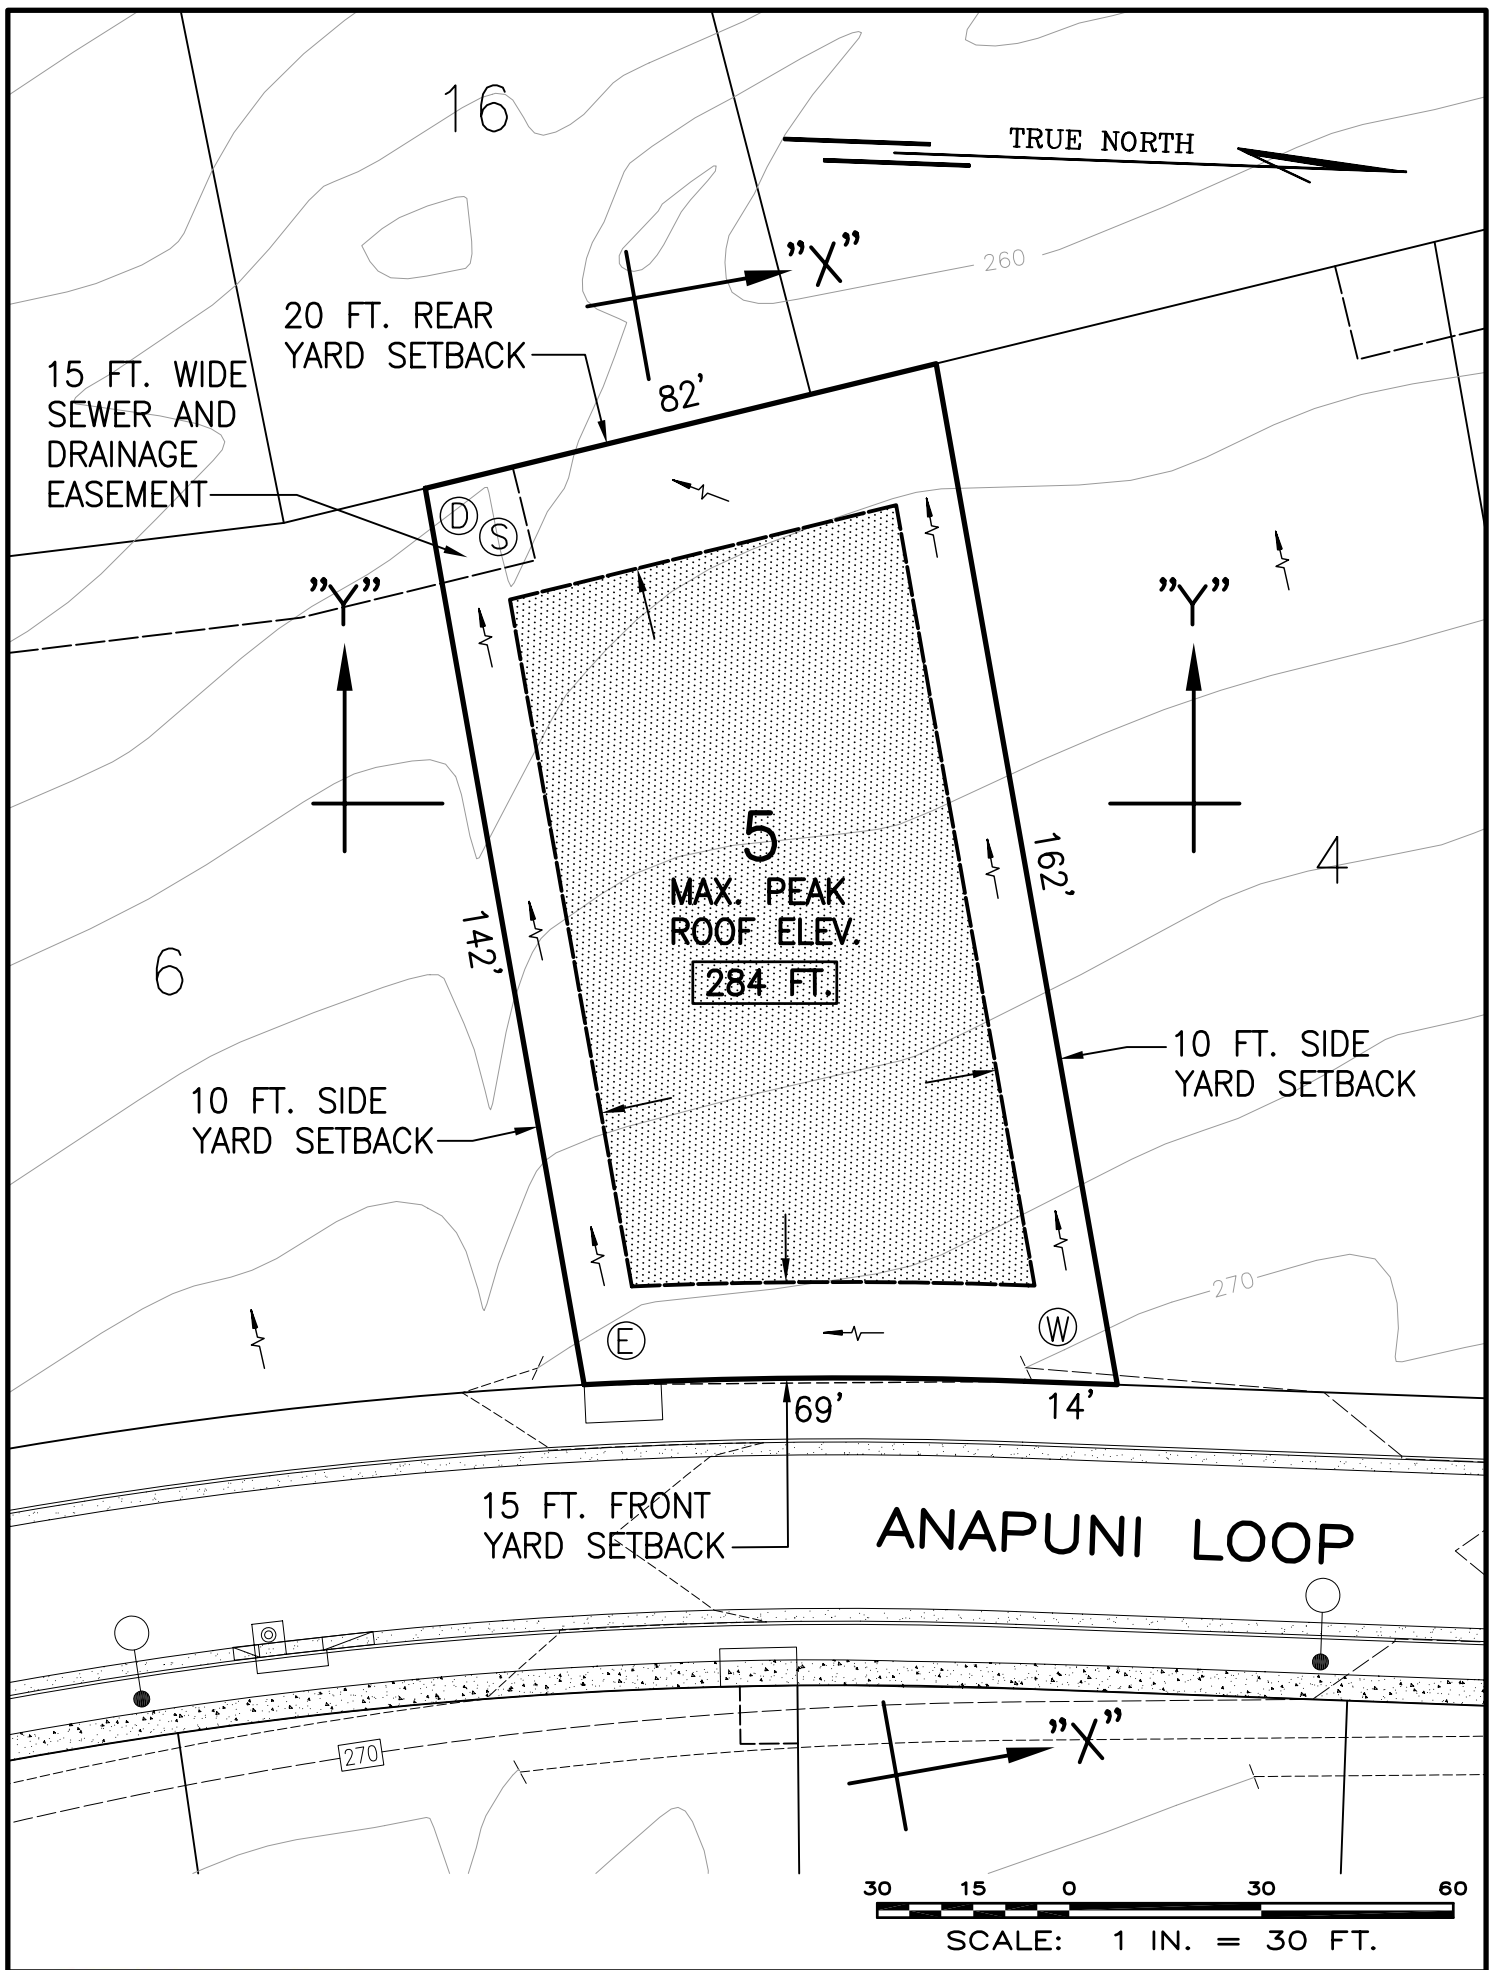 16
TRUE NORTH
"X"
260
20 FT. REAR
YARD SETBACK
82'
15 FT. WIDE
SEWER AND
DRAINAGE
EASEMENT
D
S
"Y"
"Y"
5
MAX. PEAK
ROOF ELEV.
284 FT.
162'
4
142'
6
10 FT. SIDE
YARD SETBACK
10 FT. SIDE
YARD SETBACK
270
E
W
69'
14'
15 FT. FRONT
YARD SETBACK
ANAPUNI LOOP
270
"X"
30 15 0 30 60
SCALE: 1 IN. = 30 FT.